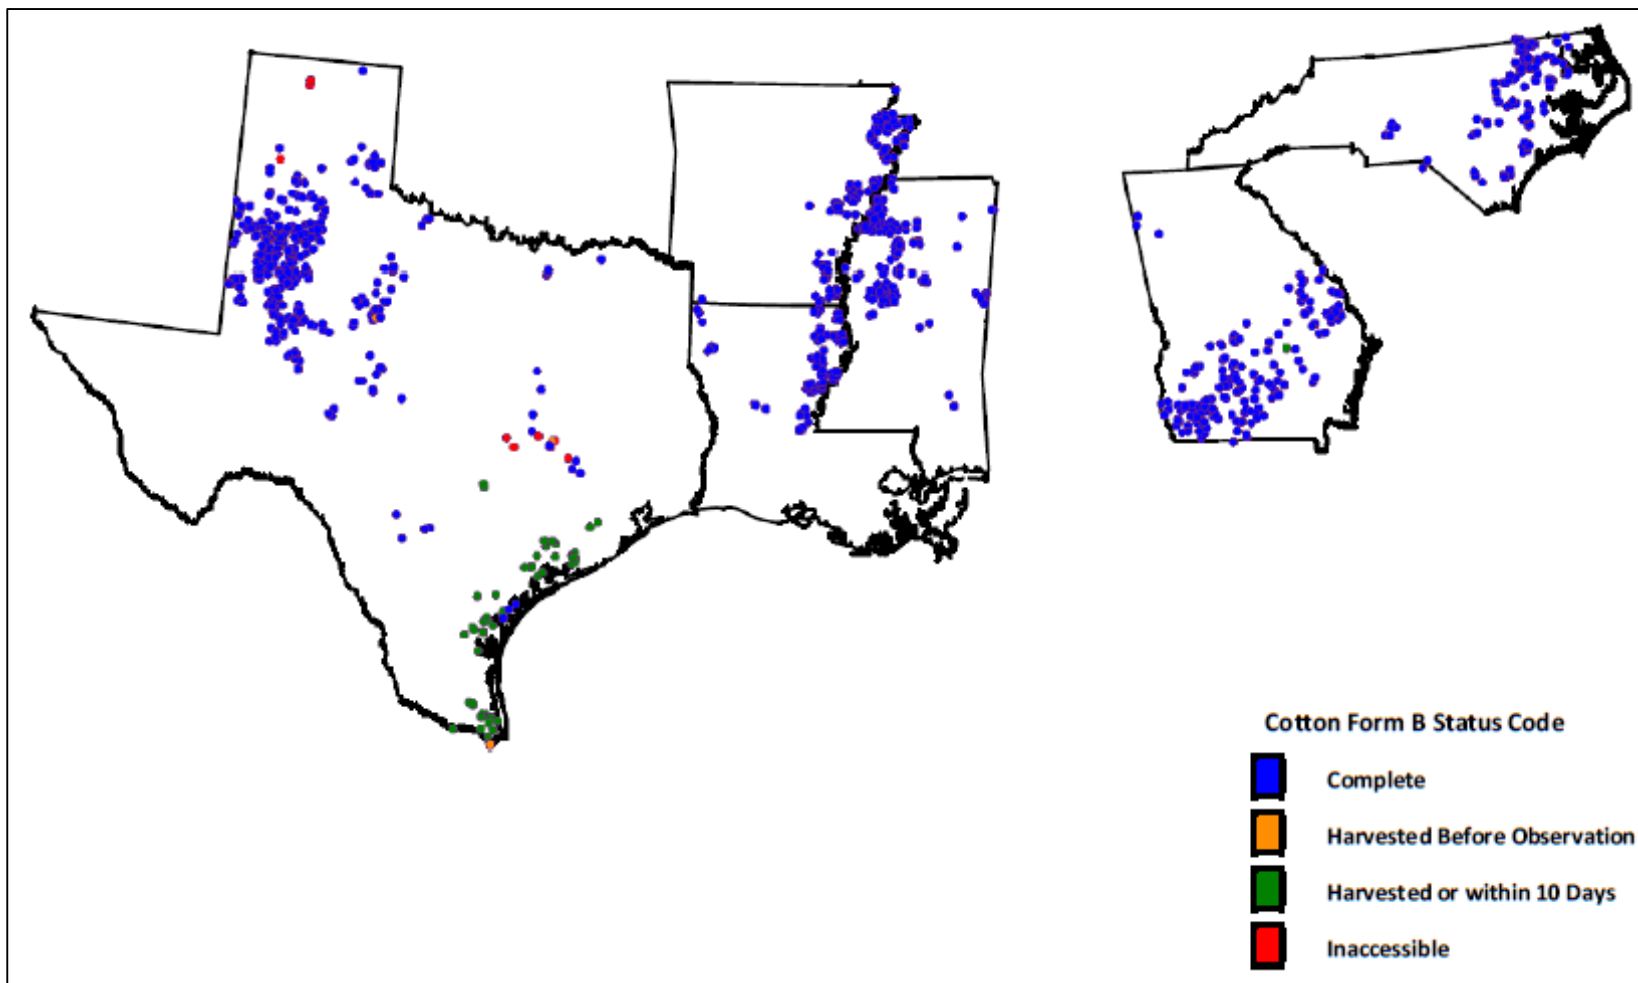 Cotton Form B Status Code
Complete
Harvested Before Observation
Harvested or within 10 Days
Inaccessible